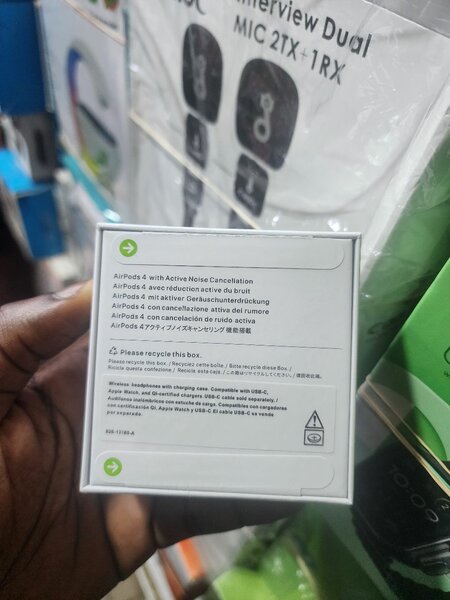 Interview Dual
MIC 2TX+1RX
AirPods 4 with Active Noise Cancellation
AirPods 4 avec réduction active du bruit
AirPods 4 mit aktiver Geräuschunterdrückung
AirPods 4 con cancellazione attiva del rumore
AirPods 4 con cancelación de ruido activa
AirPods 4アクティブノイズキャンセリング 機能搭載
Please recycle this box.
Please recycle this box. / Recyclez cette boîte. / Bitte recycle diese Box. /
Ricicla questa confezione. / Recicla esta caja. / この箱はリサイクルしてください。/
Wireless headphones with charging case. Compatible with USB-C,
Apple Watch, and Qi-certified chargers. USB-C cable sold separately. /
Audífonos inalámbricos con estuche de carga. Compatibles con cargadores
con certificación Qi, Apple Watch y USB-C. El cable USB-C se vende
por separado.